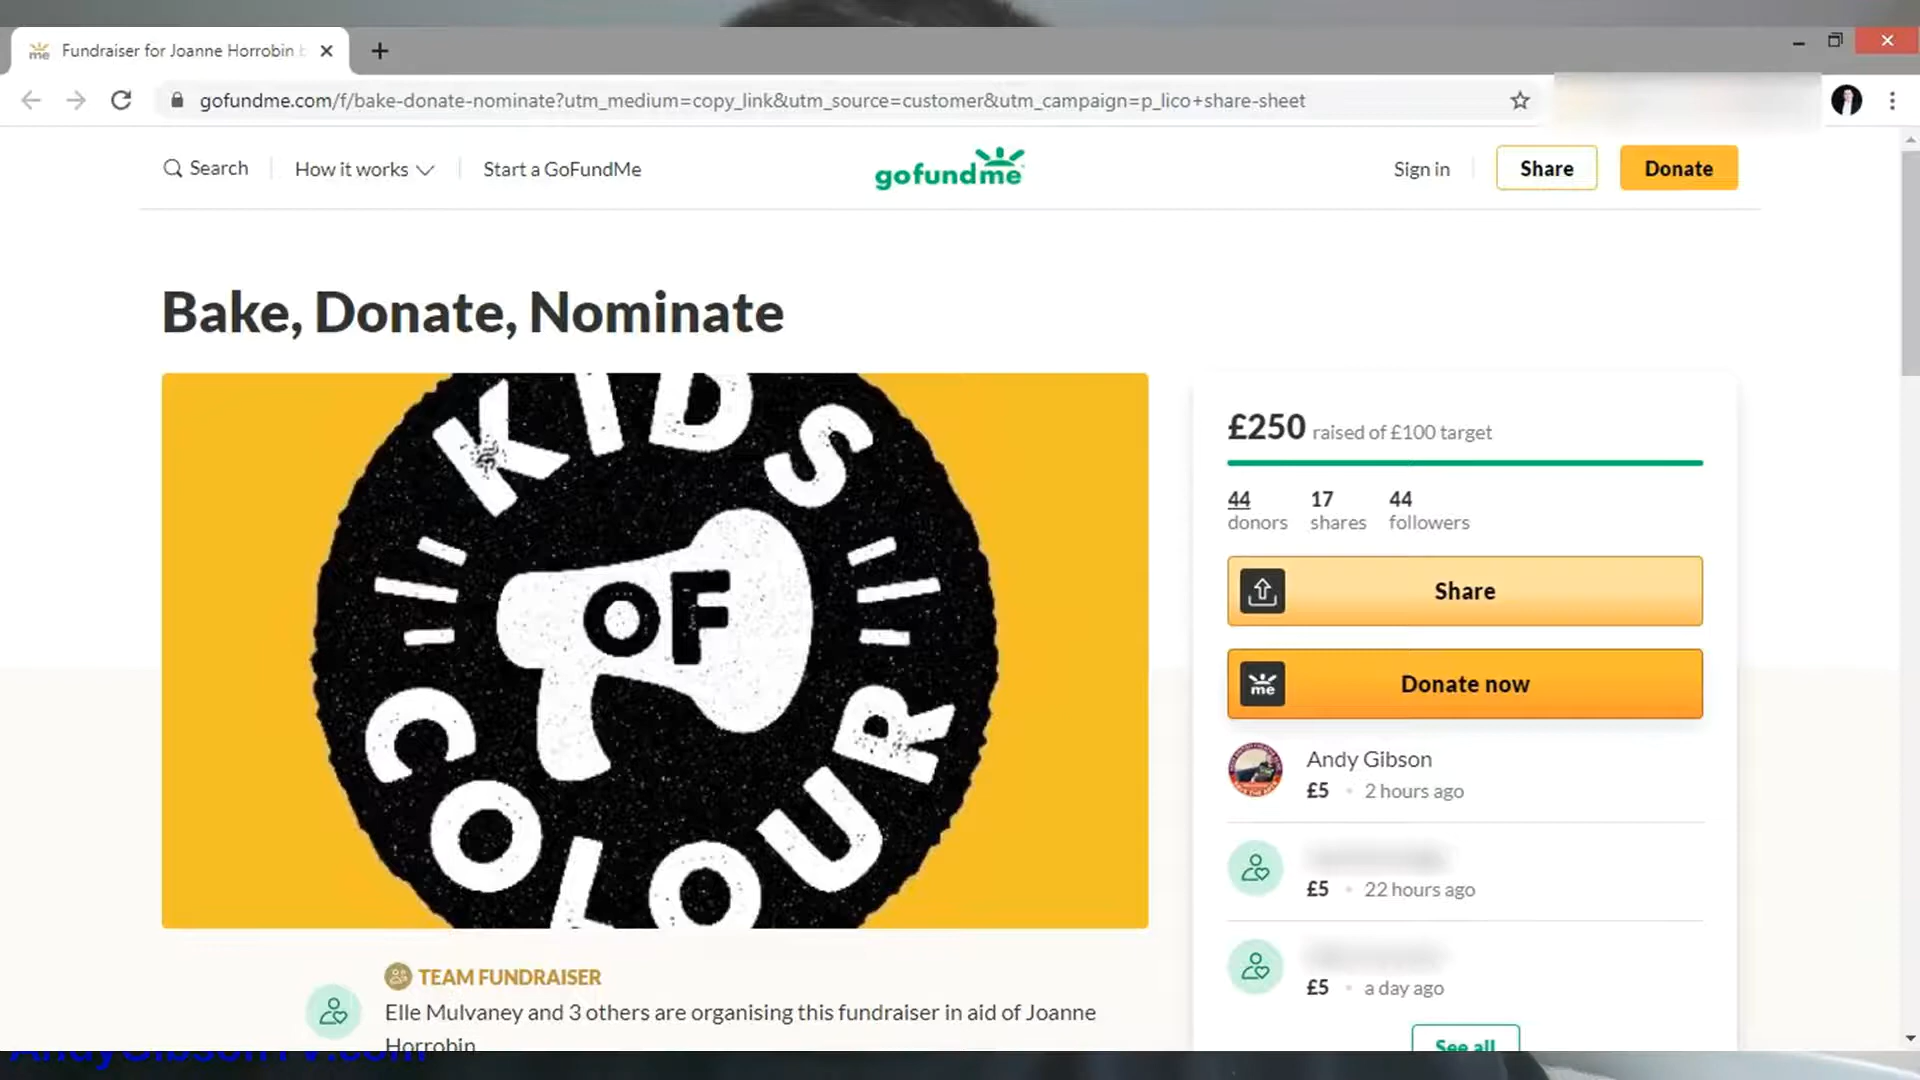 me Fundraiser for Joanne Horrobin
gofundme.com/f/bake-donate-nominate?utm_medium=copy_link&utm_source=customer&utm_campaign=p_lico+share-sheet
Search
How it works
Start a GoFundMe
gofundme
Sign in
Share
Donate
Bake, Donate, Nominate
KIDS
OF
COLOUR
£250 raised of £100 target
44 17 44
donors shares followers
Share
me Donate now
Andy Gibson
£5 • 2 hours ago
£5 • 22 hours ago
£5 • a day ago
See all
TEAM FUNDRAISER
Elle Mulvaney and 3 others are organising this fundraiser in aid of Joanne
Horrobin
AndyGibsonTV.com